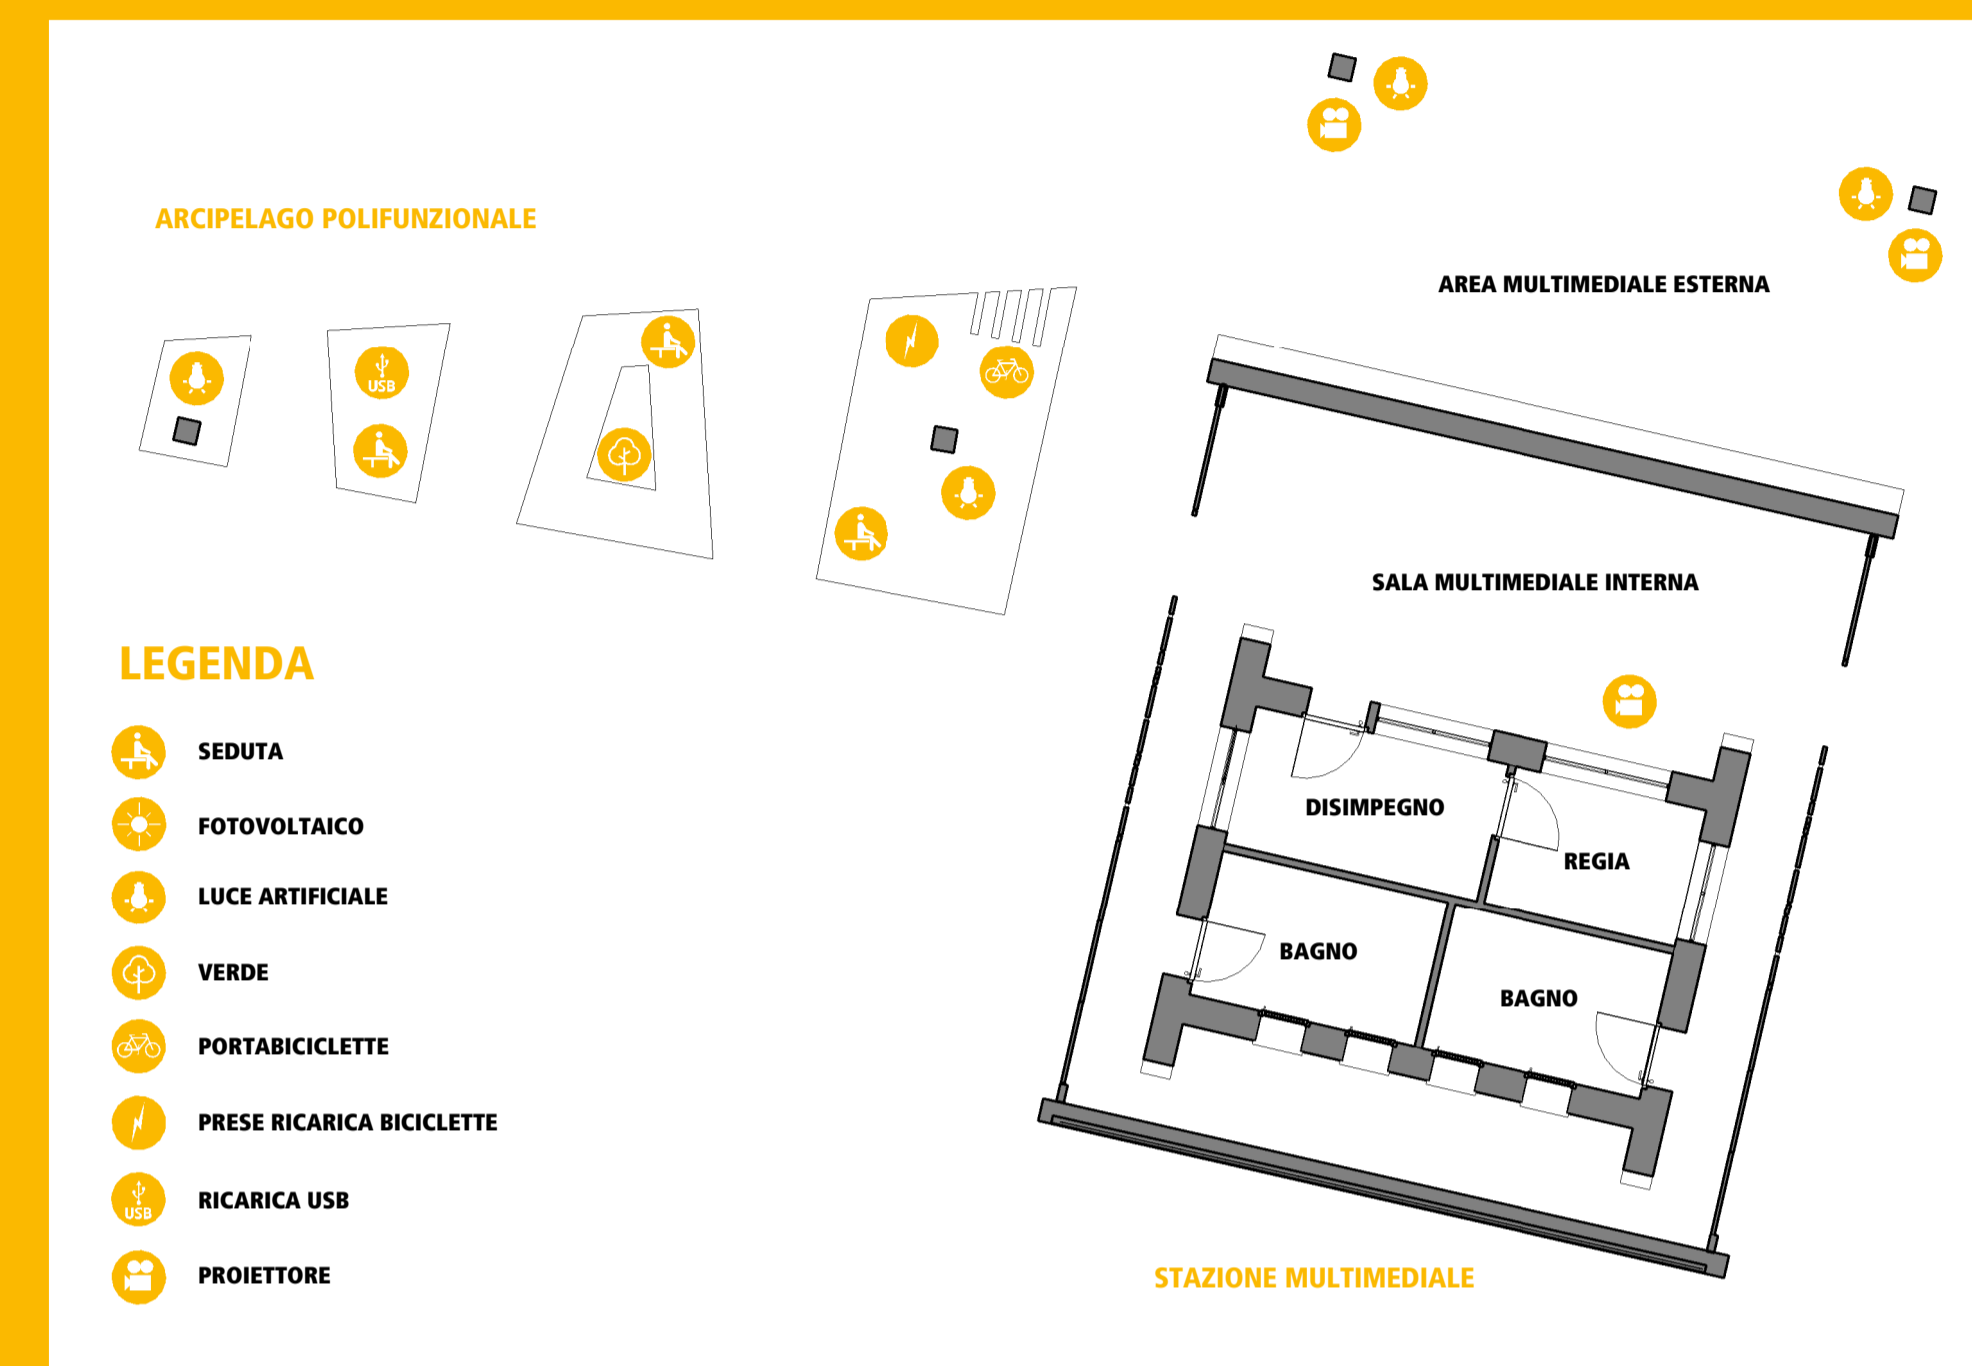 ARCIPELAGO POLIFUNZIONALE
AREA MULTIMEDIALE ESTERNA
USB
SALA MULTIMEDIALE INTERNA
DISIMPEGNO
REGIA
BAGNO
BAGNO
STAZIONE MULTIMEDIALE
LEGENDA
SEDUTA
FOTOVOLTAICO
LUCE ARTIFICIALE
VERDE
PORTABICICLETTE
PRESE RICARICA BICICLETTE
USB
RICARICA USB
PROIETTORE